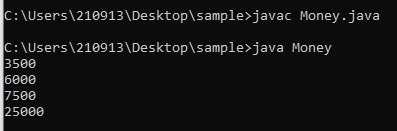 C:\Users\210913\Desktop\sample>javac Money.java
C:\Users\210913\Desktop\sample>java Money
3500
6000
7500
25000